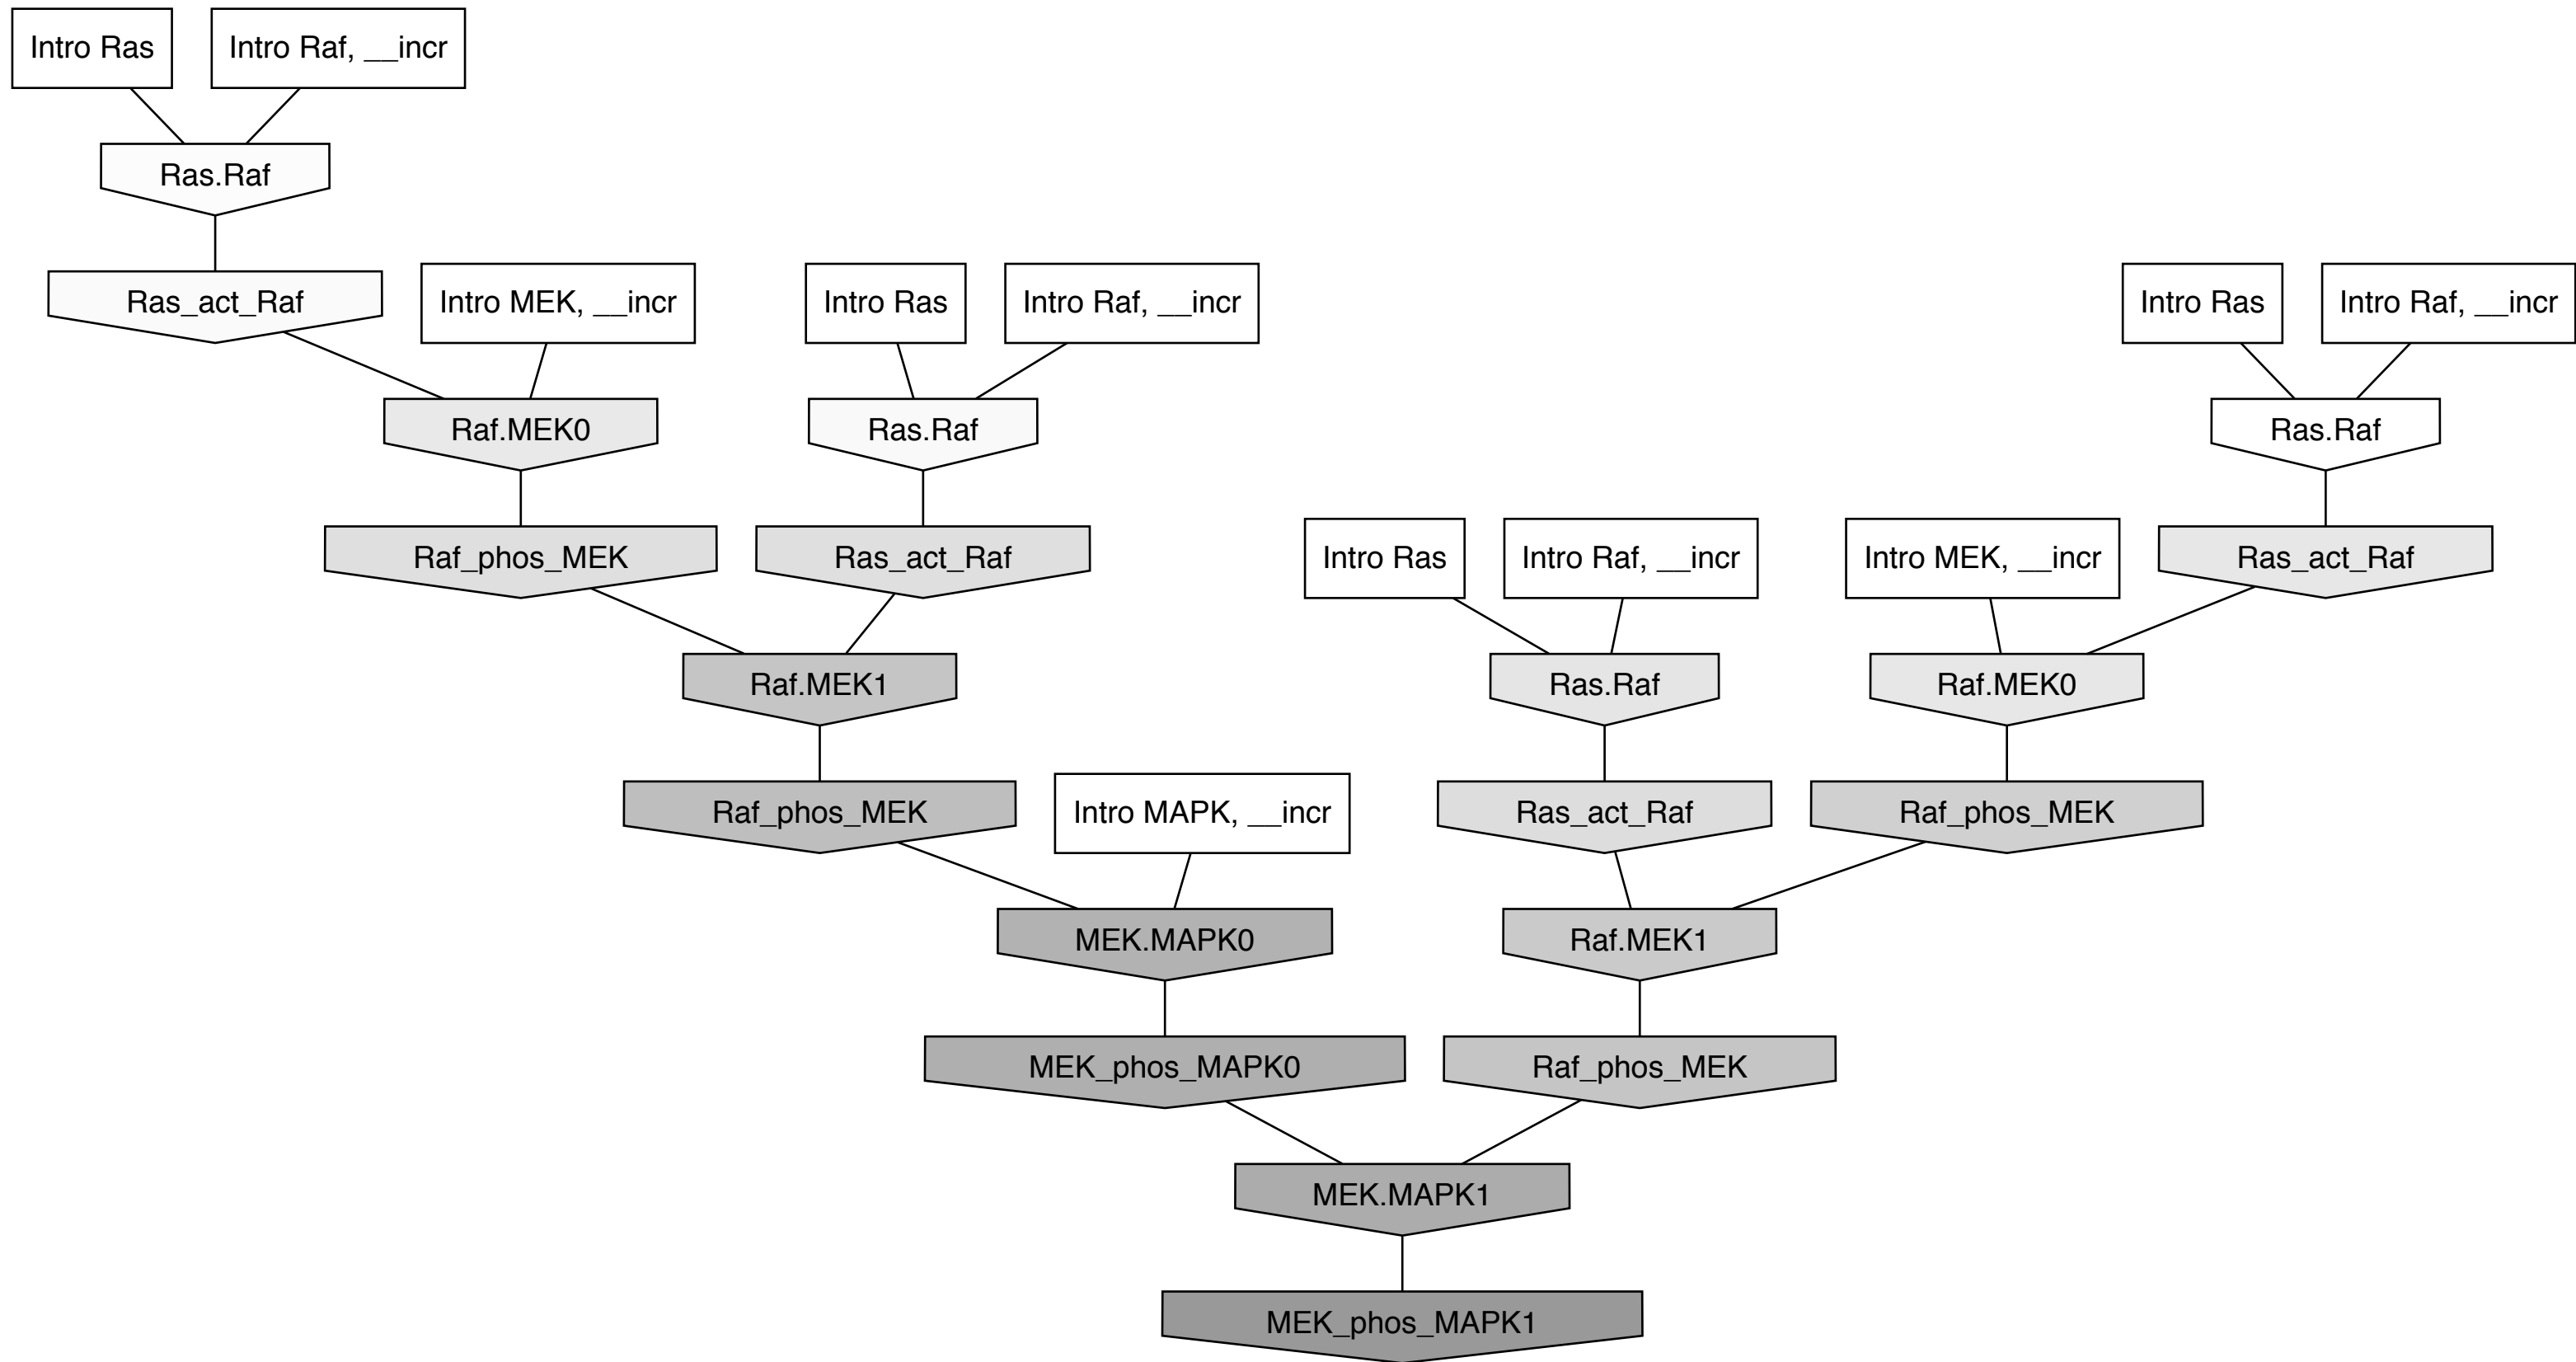 Intro Ras
Intro Raf, __incr
Ras.Raf
Ras_act_Raf
Intro MEK, __incr
Intro Ras
Intro Raf, __incr
Intro Ras
Intro Raf, __incr
Raf.MEK0
Ras.Raf
Ras.Raf
Raf_phos_MEK
Ras_act_Raf
Intro Ras
Intro Raf, __incr
Intro MEK, __incr
Ras_act_Raf
Raf.MEK1
Ras.Raf
Raf.MEK0
Raf_phos_MEK
Intro MAPK, __incr
Ras_act_Raf
Raf_phos_MEK
MEK.MAPK0
Raf.MEK1
MEK_phos_MAPK0
Raf_phos_MEK
MEK.MAPK1
MEK_phos_MAPK1